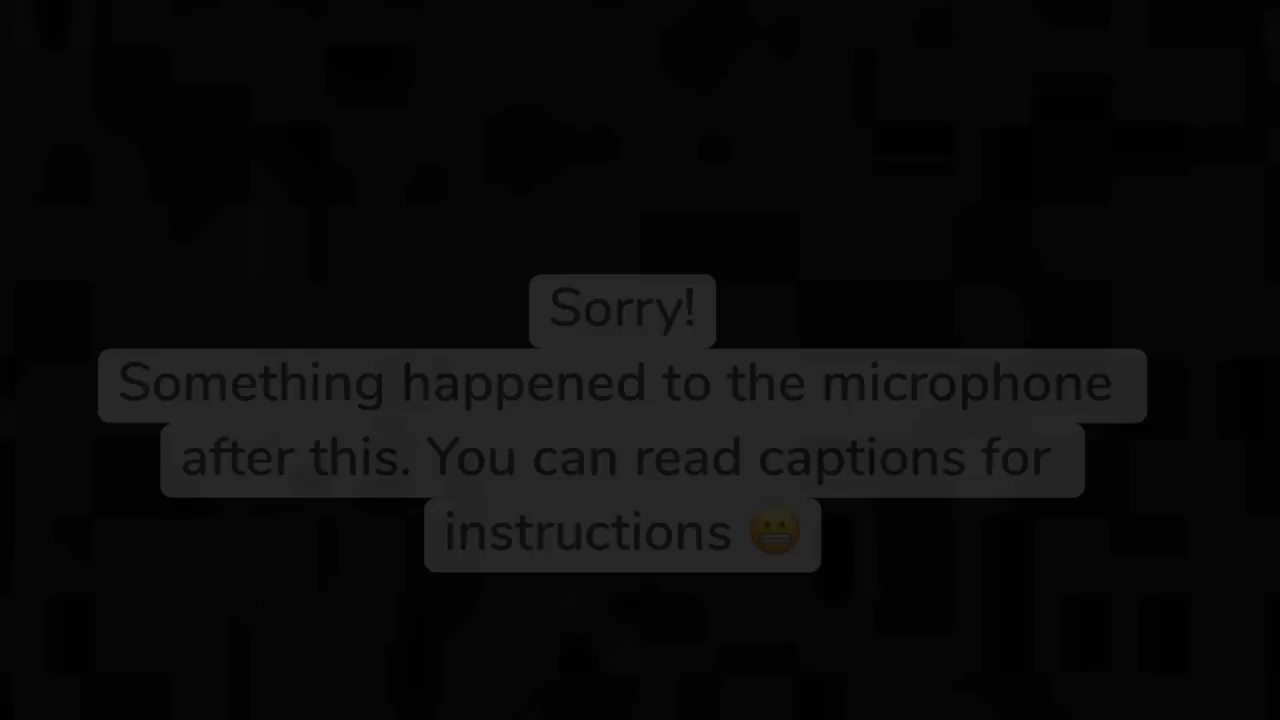 Sorry!
Something happened to the microphone
after this. You can read captions for
instructions 😬